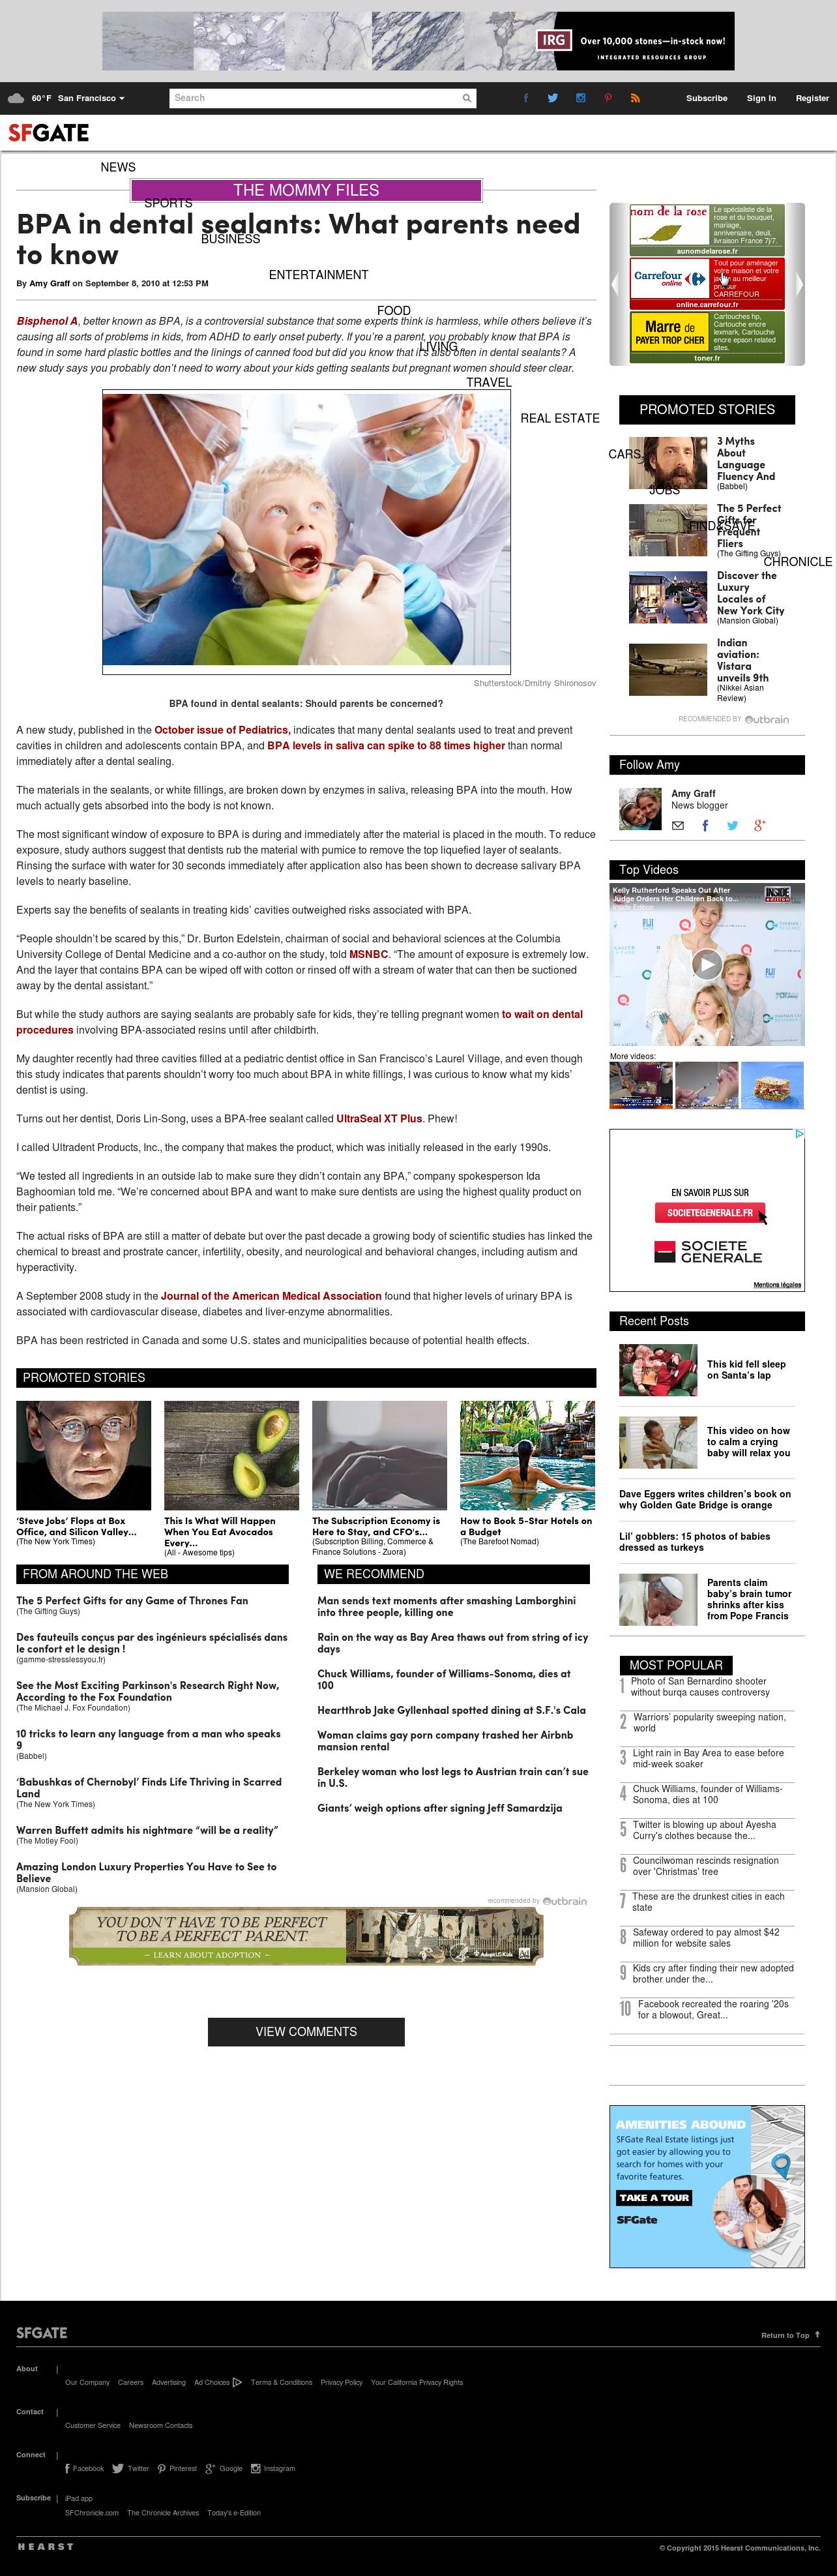 IRG
Over 10,000 stones—in-stock now!
INTEGRATED RESOURCES GROUP
60°F San Francisco
Search
Subscribe Sign In Register
SFGATE
NEWS
SPORTS
BUSINESS
ENTERTAINMENT
FOOD
LIVING
TRAVEL
REAL ESTATE
CARS
JOBS
FIND&SAVE
CHRONICLE
THE MOMMY FILES
BPA in dental sealants: What parents need
to know
By Amy Graff on September 8, 2010 at 12:53 PM
Bisphenol A, better known as BPA, is a controversial substance that some experts think is harmless, while others believe it's
causing all sorts of problems in kids, from ADHD to early onset puberty. If you're a parent, you probably know that BPA is
found in some hard plastic bottles and the linings of canned food but did you know that it's also often in dental sealants? A
new study says you probably don't need to worry about your kids getting sealants but pregnant women should steer clear.
Shutterstock/Dmitriy Shironosov
BPA found in dental sealants: Should parents be concerned?
A new study, published in the October issue of Pediatrics, indicates that many dental sealants used to treat and prevent
cavities in children and adolescents contain BPA, and BPA levels in saliva can spike to 88 times higher than normal
immediately after a dental sealing.
The materials in the sealants, or white fillings, are broken down by enzymes in saliva, releasing BPA into the mouth. How
much actually gets absorbed into the body is not known.
The most significant window of exposure to BPA is during and immediately after the material is placed in the mouth. To reduce
exposure, study authors suggest that dentists rub the material with pumice to remove the top liquefied layer of sealants.
Rinsing the surface with water for 30 seconds immediately after application also has been shown to decrease salivary BPA
levels to nearly baseline.
Experts say the benefits of sealants in treating kids' cavities outweighed risks associated with BPA.
“People shouldn't be scared by this,” Dr. Burton Edelstein, chairman of social and behavioral sciences at the Columbia
University College of Dental Medicine and a co-author on the study, told MSNBC. “The amount of exposure is extremely low.
And the layer that contains BPA can be wiped off with cotton or rinsed off with a stream of water that can then be suctioned
away by the dental assistant.”
But while the study authors are saying sealants are probably safe for kids, they're telling pregnant women to wait on dental
procedures involving BPA-associated resins until after childbirth.
My daughter recently had three cavities filled at a pediatric dentist office in San Francisco's Laurel Village, and even though
this study indicates that parents shouldn't worry too much about BPA in white fillings, I was curious to know what my kids'
dentist is using.
Turns out her dentist, Doris Lin-Song, uses a BPA-free sealant called UltraSeal XT Plus. Phew!
I called Ultradent Products, Inc., the company that makes the product, which was initially released in the early 1990s.
“We tested all ingredients in an outside lab to make sure they didn't contain any BPA,” company spokesperson Ida
Baghoomian told me. “We're concerned about BPA and want to make sure dentists are using the highest quality product on
their patients.”
The actual risks of BPA are still a matter of debate but over the past decade a growing body of scientific studies has linked the
chemical to breast and prostrate cancer, infertility, obesity, and neurological and behavioral changes, including autism and
hyperactivity.
A September 2008 study in the Journal of the American Medical Association found that higher levels of urinary BPA is
associated with cardiovascular disease, diabetes and liver-enzyme abnormalities.
BPA has been restricted in Canada and some U.S. states and municipalities because of potential health effects.
PROMOTED STORIES
‘Steve Jobs’ Flops at Box
Office, and Silicon Valley...
(The New York Times)
This Is What Will Happen
When You Eat Avocados
Every...
(All - Awesome tips)
The Subscription Economy is
Here to Stay, and CFO's...
(Subscription Billing, Commerce &
Finance Solutions - Zuora)
How to Book 5-Star Hotels on
a Budget
(The Barefoot Nomad)
FROM AROUND THE WEB
The 5 Perfect Gifts for any Game of Thrones Fan
(The Gifting Guys)
Des fauteuils conçus par des ingénieurs spécialisés dans
le confort et le design !
(gamme-stresslessyou.fr)
See the Most Exciting Parkinson's Research Right Now,
According to the Fox Foundation
(The Michael J. Fox Foundation)
10 tricks to learn any language from a man who speaks
9
(Babbel)
‘Babushkas of Chernobyl’ Finds Life Thriving in Scarred
Land
(The New York Times)
Warren Buffett admits his nightmare “will be a reality”
(The Motley Fool)
Amazing London Luxury Properties You Have to See to
Believe
(Mansion Global)
WE RECOMMEND
Man sends text moments after smashing Lamborghini
into three people, killing one
Rain on the way as Bay Area thaws out from string of icy
days
Chuck Williams, founder of Williams-Sonoma, dies at
100
Heartthrob Jake Gyllenhaal spotted dining at S.F.'s Cala
Woman claims gay porn company trashed her Airbnb
mansion rental
Berkeley woman who lost legs to Austrian train can't sue
in U.S.
Giants' weigh options after signing Jeff Samardzija
recommended by Outbrain
YOU DON'T HAVE TO BE PERFECT
TO BE A PERFECT PARENT.
LEARN ABOUT ADOPTION
AdoptUSKids
VIEW COMMENTS
nom de la rose
Le spécialiste de la
rose et du bouquet,
mariage,
anniversaire, deuil,
livraison France 7j/7.
aunomdelarose.fr
Carrefour
online
Tout pour aménager
votre maison et votre
au meilleur
CARREFOUR
online.carrefour.fr
Marre de
PAYER TROP CHER
Cartouches hp,
Cartouche encre
lexmark, Cartouche
encre epson related
sites.
toner.fr
PROMOTED STORIES
3 Myths
About
Language
Fluency And
(Babbel)
The 5 Perfect
Gifts for
Frequent
Fliers
(The Gifting Guys)
Discover the
Luxury
Locales of
New York City
(Mansion Global)
Indian
aviation:
Vistara
unveils 9th
(Nikkei Asian
Review)
RECOMMENDED BY Outbrain
Follow Amy
Amy Graff
News blogger
Top Videos
Kelly Rutherford Speaks Out After
Judge Orders Her Children Back to...
Inside Edition
INSIDE
edition
More videos:
EN SAVOIR PLUS SUR
SOCIETEGENERALE.FR
SOCIETE
GENERALE
Mentions légales
Recent Posts
This kid fell sleep
on Santa's lap
This video on how
to calm a crying
baby will relax you
Dave Eggers writes children's book on
why Golden Gate Bridge is orange
Lil' gobblers: 15 photos of babies
dressed as turkeys
Parents claim
baby's brain tumor
shrinks after kiss
from Pope Francis
MOST POPULAR
1 Photo of San Bernardino shooter
without burqa causes controversy
2 Warriors' popularity sweeping nation,
world
3 Light rain in Bay Area to ease before
mid-week soaker
4 Chuck Williams, founder of Williams-
Sonoma, dies at 100
5 Twitter is blowing up about Ayesha
Curry's clothes because the...
6 Councilwoman rescinds resignation
over 'Christmas' tree
7 These are the drunkest cities in each
state
8 Safeway ordered to pay almost $42
million for website sales
9 Kids cry after finding their new adopted
brother under the...
10 Facebook recreated the roaring '20s
for a blowout, Great...
AMENITIES ABOUND
SFGate Real Estate listings just
got easier by allowing you to
search for homes with your
favorite features.
TAKE A TOUR
SFGate
SFGATE
Return to Top
About
Our Company Careers Advertising Ad Choices Terms & Conditions Privacy Policy Your California Privacy Rights
Contact
Customer Service Newsroom Contacts
Connect
Facebook Twitter Pinterest Google Instagram
Subscribe iPad app
SFChronicle.com The Chronicle Archives Today's e-Edition
HEARST
© Copyright 2015 Hearst Communications, Inc.